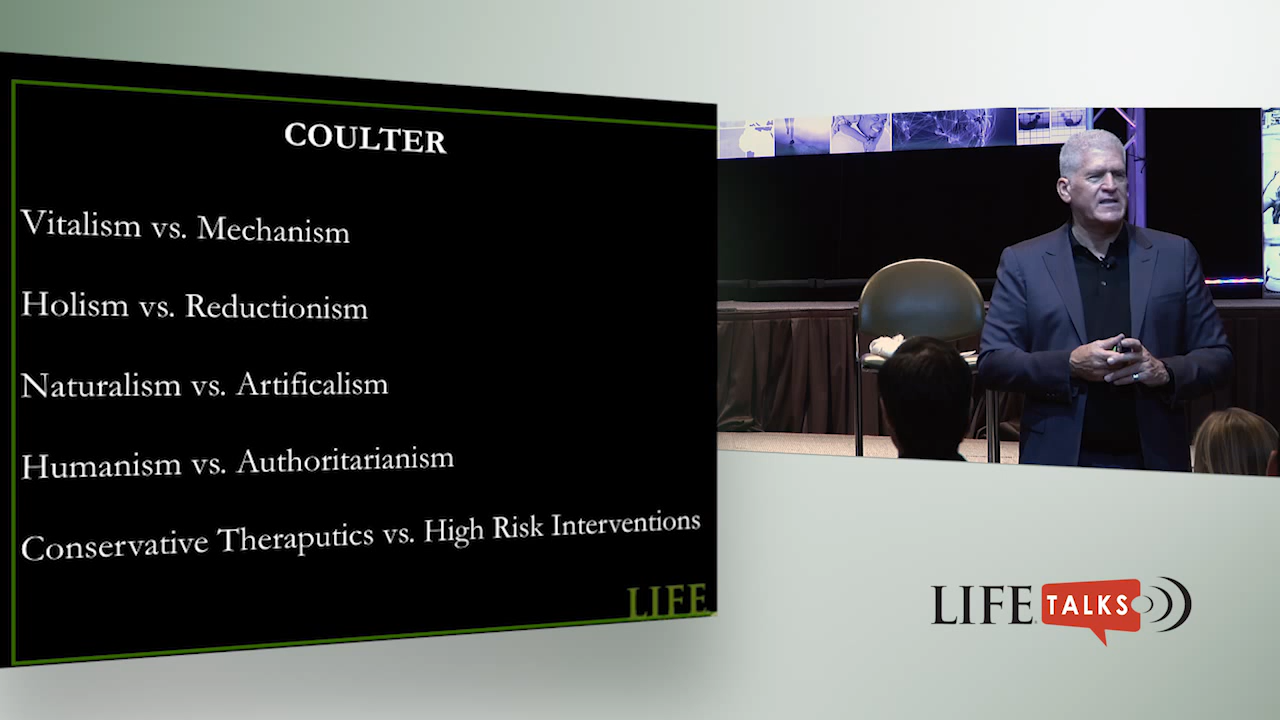 COULTER
Vitalism vs. Mechanism
Holism vs. Reductionism
Naturalism vs. Artificalism
Humanism vs. Authoritarianism
Conservative Theraputics vs. High Risk Interventions
LIFE
LIFE TALKS